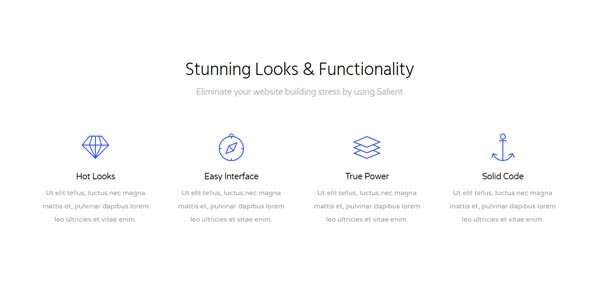 Stunning Looks & Functionality
Eliminate your website building stress by using Salient
Hot Looks
Ut elit tellus, luctus nec magna
mattis et, pulvinar dapibus lorem
leo ultricies et vitae enim.
Easy Interface
Ut elit tellus, luctus nec magna
mattis et, pulvinar dapibus lorem
leo ultricies et vitae enim.
True Power
Ut elit tellus, luctus nec magna
mattis et, pulvinar dapibus lorem
leo ultricies et vitae enim.
Solid Code
Ut elit tellus, luctus nec magna
mattis et, pulvinar dapibus lorem
leo ultricies et vitae enim.